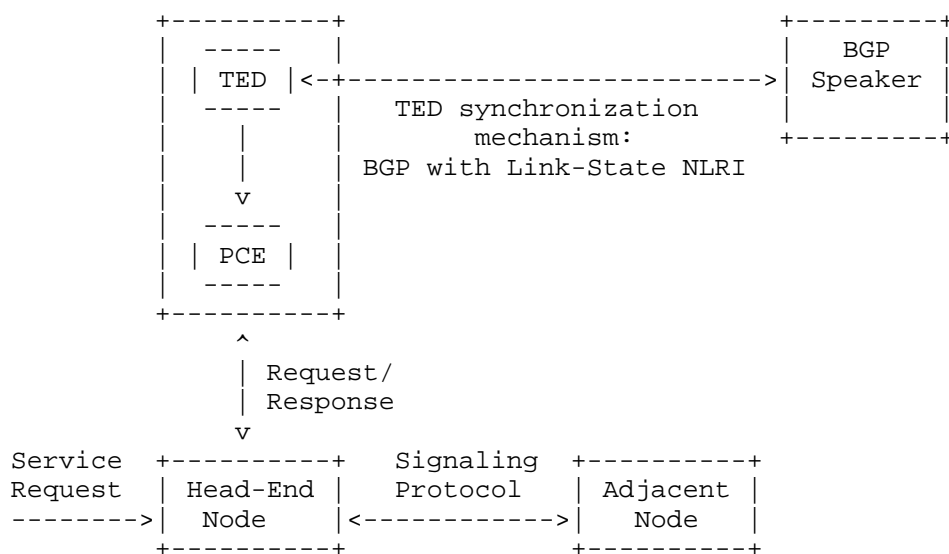 TED
BGP
Speaker
TED synchronization
mechanism:
BGP with Link-State NLRI
PCE
Request/
Response
Service
Request
Head-End
Node
Signaling
Protocol
Adjacent
Node